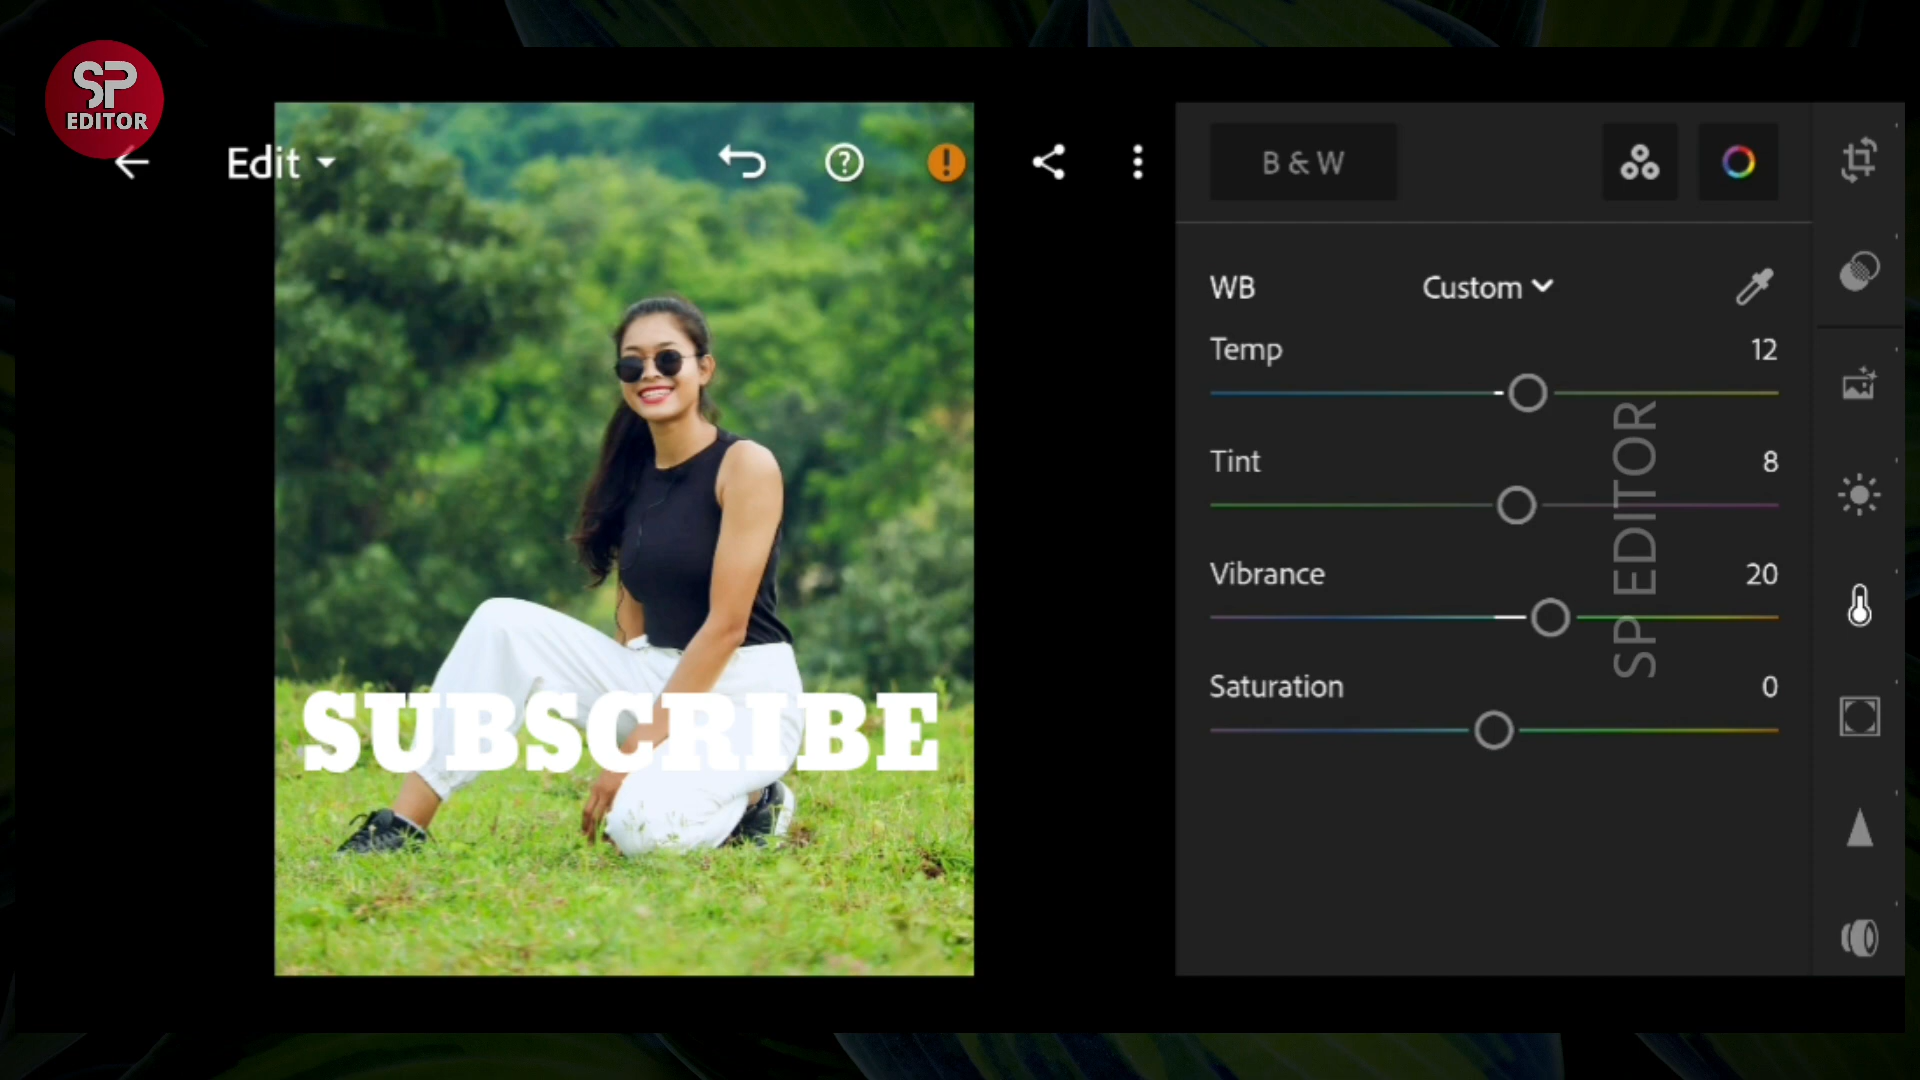 SP
EDITOR
Edit
B & W
WB Custom
Temp 12
Tint 8
Vibrance 20
Saturation 0
SP EDITOR
SUBSCRIBE